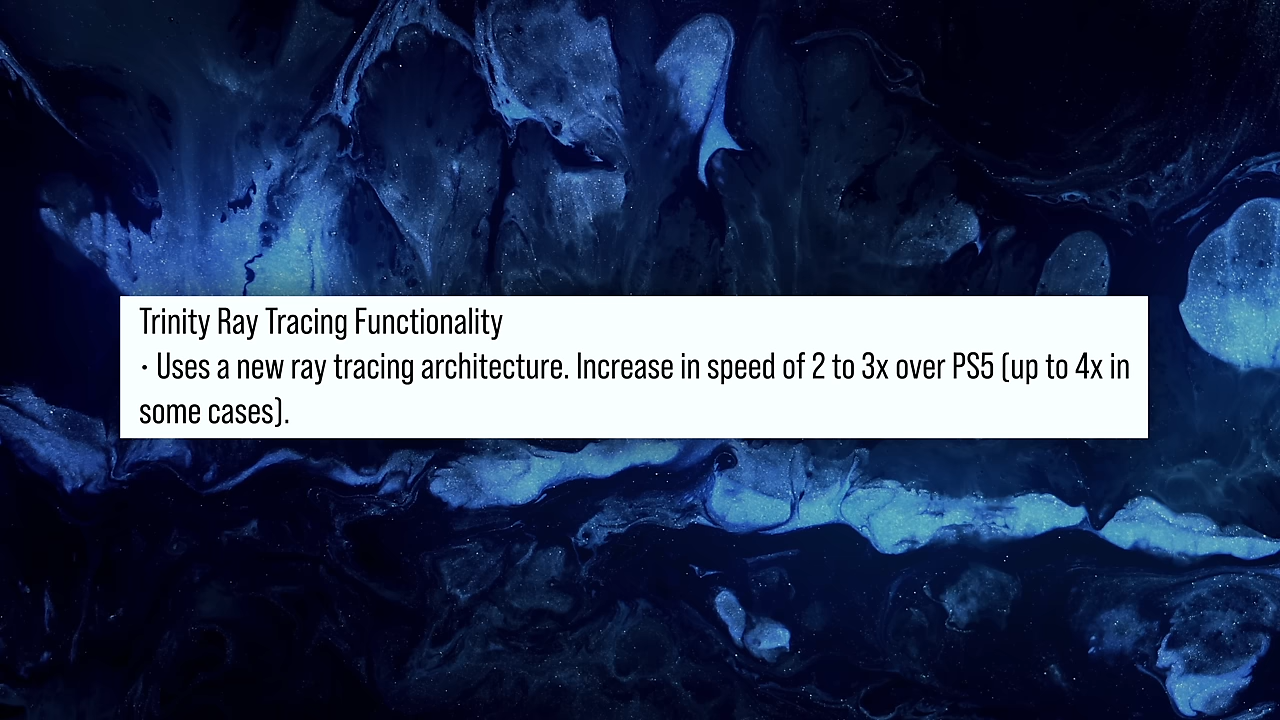 Trinity Ray Tracing Functionality
· Uses a new ray tracing architecture. Increase in speed of 2 to 3x over PS5 (up to 4x in
some cases).